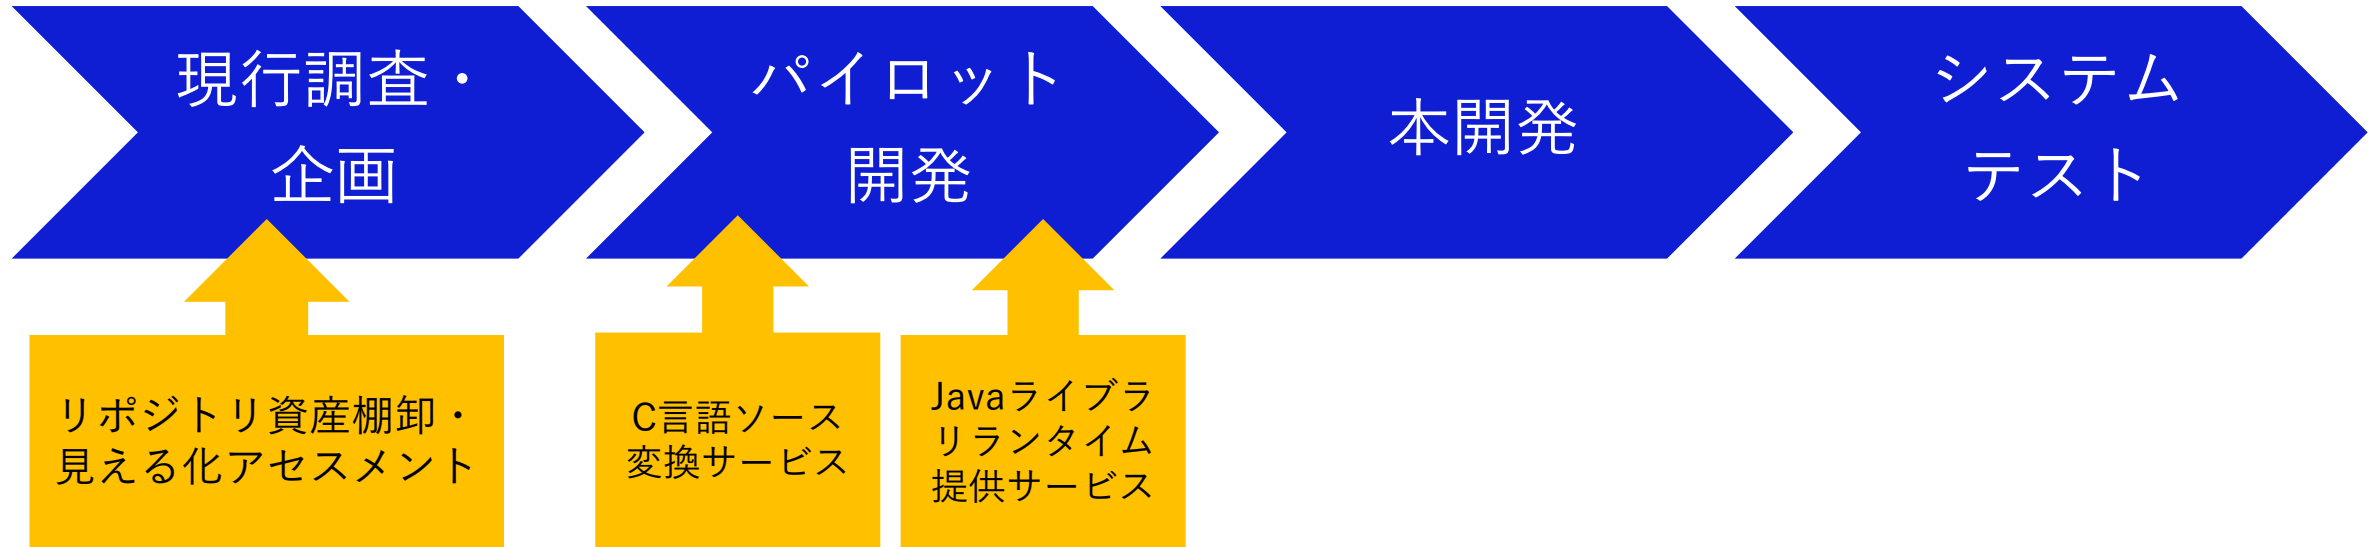 現行調査・
企画
パイロット
開発
本開発
システム
テスト
リポジトリ資産棚卸・
見える化アセスメント
C言語ソース
変換サービス
Javaライブラ
リランタイム
提供サービス